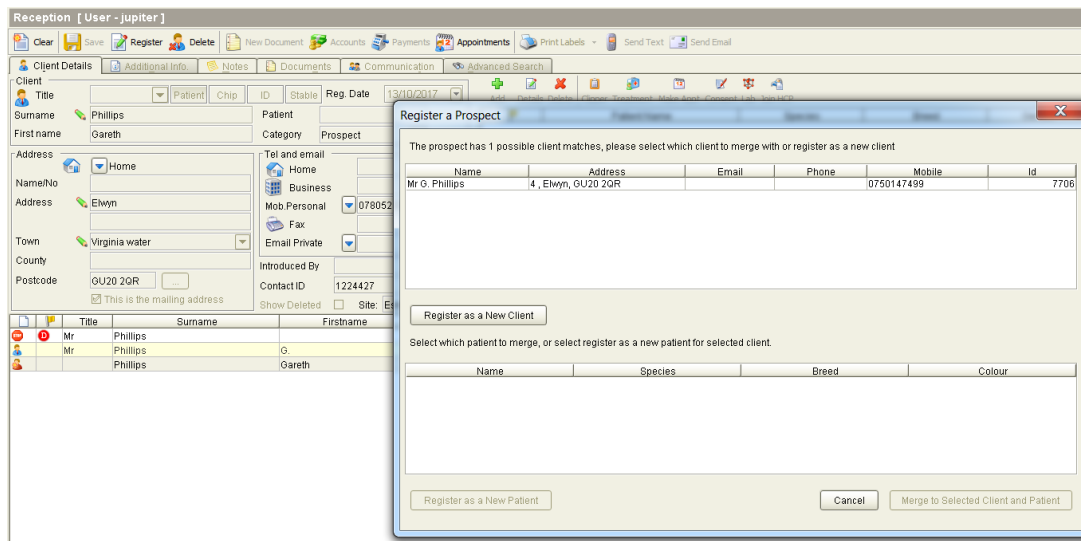 Reception [ User - jupiter ]
Clear Save Register Delete New Document Accounts Payments Appointments Print Labels Send Text Send Email
Client Details Additional Info. Notes Documents Communication Advanced Search
Client
Title Patient Chip ID Stable Reg. Date 13/10/2017
Surname Phillips Patient
First name Gareth Category Prospect
Address
Home
Name/No
Address Elwyn
Town Virginia water
County
Postcode GU20 2QR ...
This is the mailing address
Tel and email
Home
Business
Mob.Personal 078052
Fax
Email Private
Introduced By
Contact ID 1224427
Show Deleted Site: Es
Title Surname Firstname
STOP D Mr Phillips
Mr Phillips G.
Phillips Gareth
Register a Prospect
X
The prospect has 1 possible client matches, please select which client to merge with or register as a new client
Name Address Email Phone Mobile Id
Mr G. Phillips 4 , Elwyn, GU20 2QR 0750147499 7706
Register as a New Client
Select which patient to merge, or select register as a new patient for selected client.
Name Species Breed Colour
Register as a New Patient Cancel Merge to Selected Client and Patient